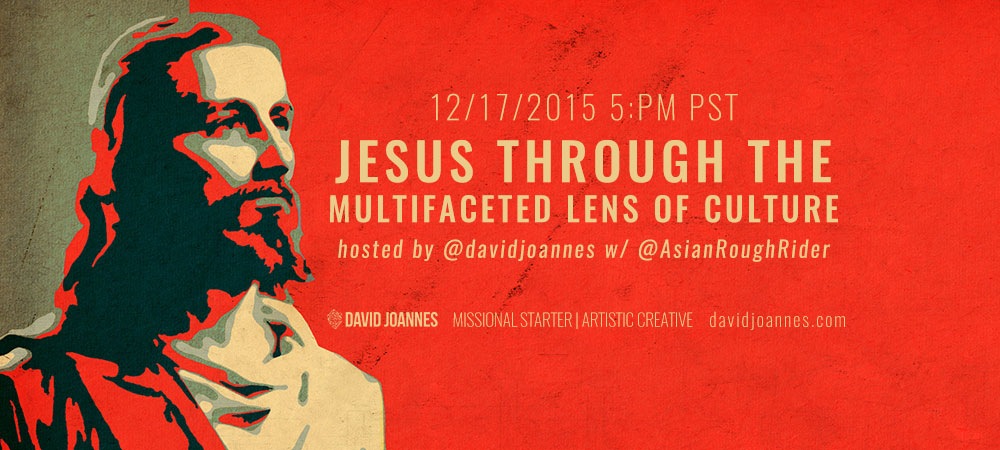 12/17/2015 5:PM PST
JESUS THROUGH THE
MULTIFACETED LENS OF CULTURE
hosted by @davidjoannes w/ @AsianRoughRider
DAVID JOANNES MISSIONAL STARTER | ARTISTIC CREATIVE davidjoannes.com